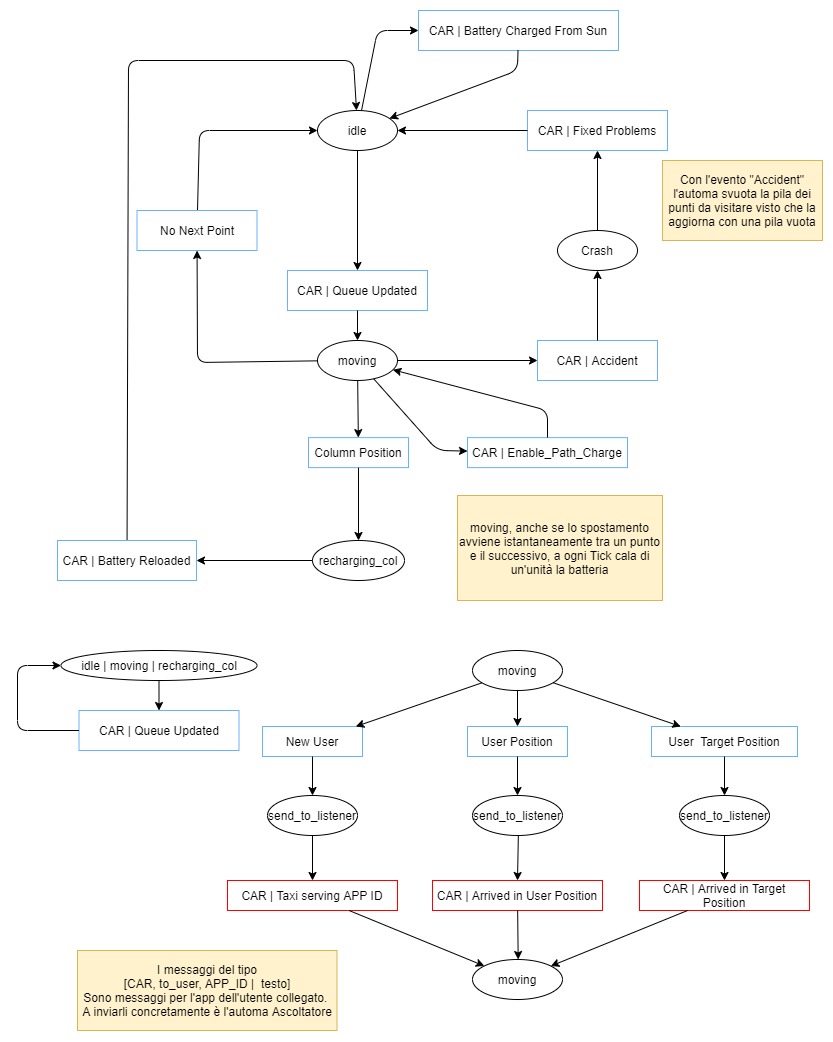 CAR | Battery Charged From Sun
idle
CAR | Fixed Problems
Con l'evento "Accident"
l'automa svuota la pila dei
punti da visitare visto che la
aggiorna con una pila vuota
No Next Point
Crash
CAR | Queue Updated
moving
CAR | Accident
Column Position
CAR | Enable_Path_Charge
moving, anche se lo spostamento
avviene istantaneamente tra un punto
e il successivo, a ogni Tick cala di
un'unità la batteria
CAR | Battery Reloaded
recharging_col
idle | moving | recharging_col
CAR | Queue Updated
moving
New User
User Position
User Target Position
send_to_listener
send_to_listener
send_to_listener
CAR | Taxi serving APP ID
CAR | Arrived in User Position
CAR | Arrived in Target
Position
moving
I messaggi del tipo
[CAR, to_user, APP_ID | testo]
Sono messaggi per l'app dell'utente collegato.
A inviarli concretamente è l'automa Ascoltatore